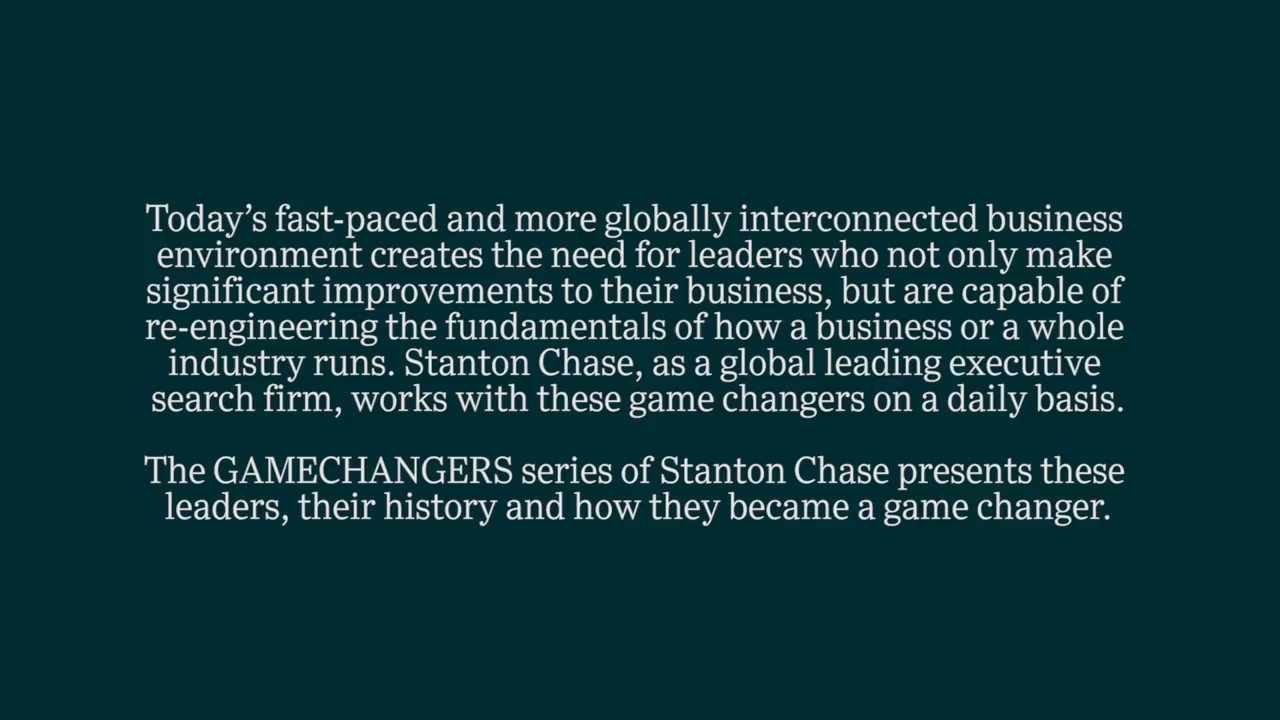 Today’s fast-paced and more globally interconnected business
environment creates the need for leaders who not only make
significant improvements to their business, but are capable of
re-engineering the fundamentals of how a business or a whole
industry runs. Stanton Chase, as a global leading executive
search firm, works with these game changers on a daily basis.
The GAMECHANGERS series of Stanton Chase presents these
leaders, their history and how they became a game changer.